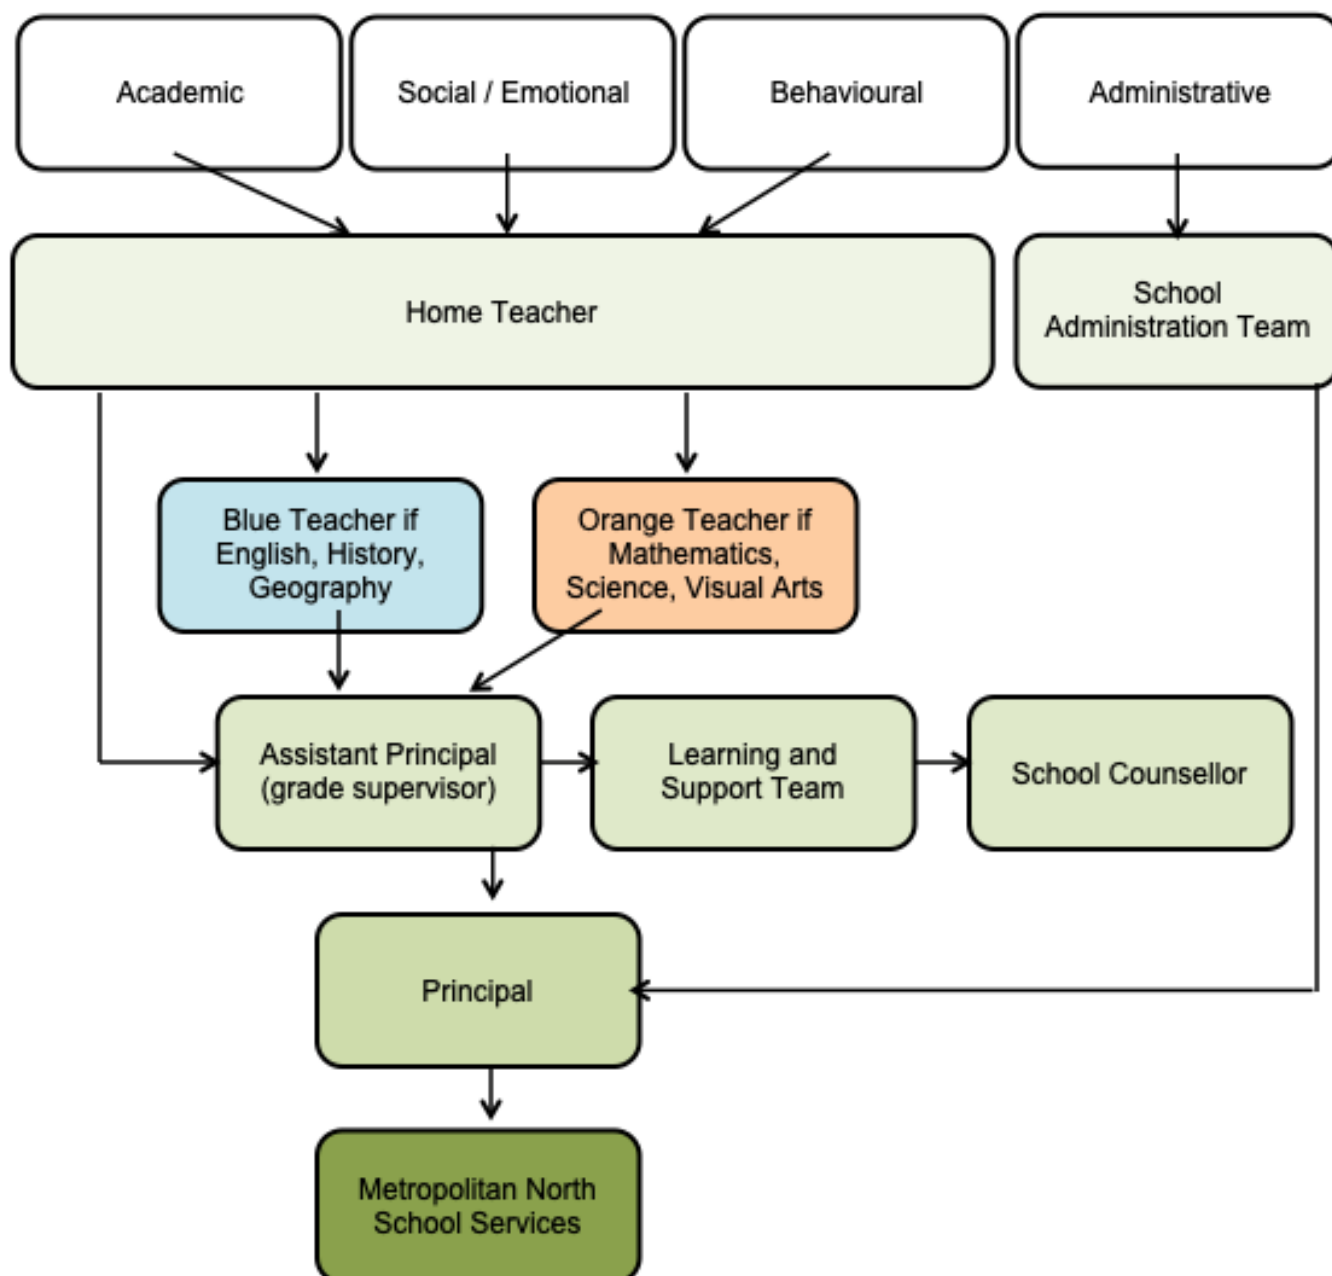 Academic
Social / Emotional
Behavioural
Administrative
Home Teacher
School
Administration Team
Blue Teacher if
English, History,
Geography
Orange Teacher if
Mathematics,
Science, Visual Arts
Assistant Principal
(grade supervisor)
Learning and
Support Team
School Counsellor
Principal
Metropolitan North
School Services